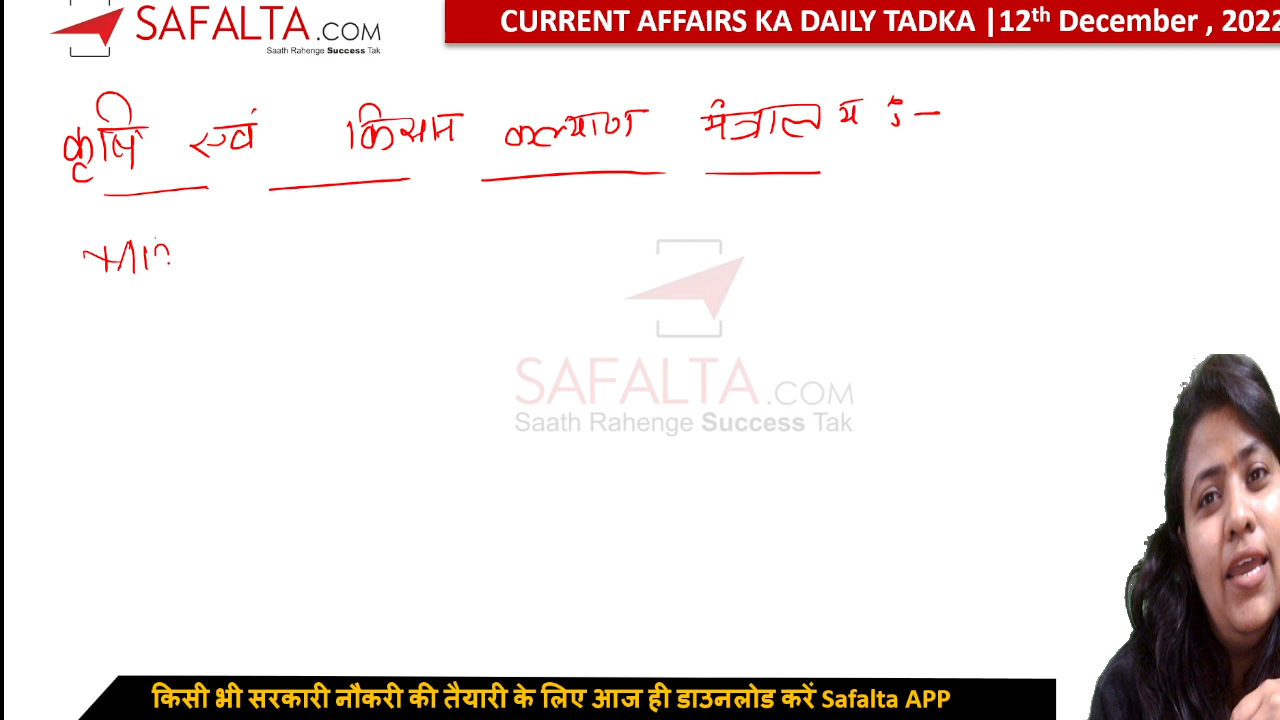 SAFALTA.COM
Saath Rahenge Success Tak
CURRENT AFFAIRS KA DAILY TADKA |12th December , 2022
कृषि एवं किसान कल्याण मंत्रालय :-
SAFALTA.COM
Saath Rahenge Success Tak
किसी भी सरकारी नौकरी की तैयारी के लिए आज ही डाउनलोड करें Safalta APP